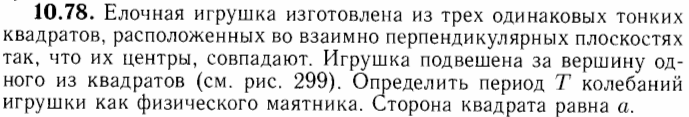 10.78. Елочная игрушка изготовлена из трех одинаковых тонких
квадратов, расположенных во взаимно перпендикулярных плоскостях
так, что их центры, совпадают. Игрушка подвешена за вершину од-
ного из квадратов (см. рис. 299). Определить период T колебаний
игрушки как физического маятника. Сторона квадрата равна a.